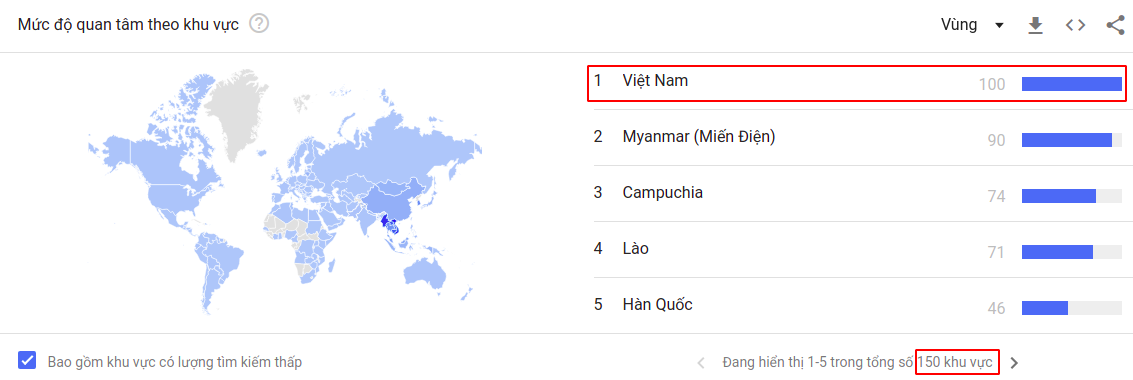 Mức độ quan tâm theo khu vực ?
Vùng
1 Việt Nam 100
2 Myanmar (Miến Điện) 90
3 Campuchia 74
4 Lào 71
5 Hàn Quốc 46
Bao gồm khu vực có lượng tìm kiếm thấp
Đang hiển thị 1-5 trong tổng số 150 khu vực